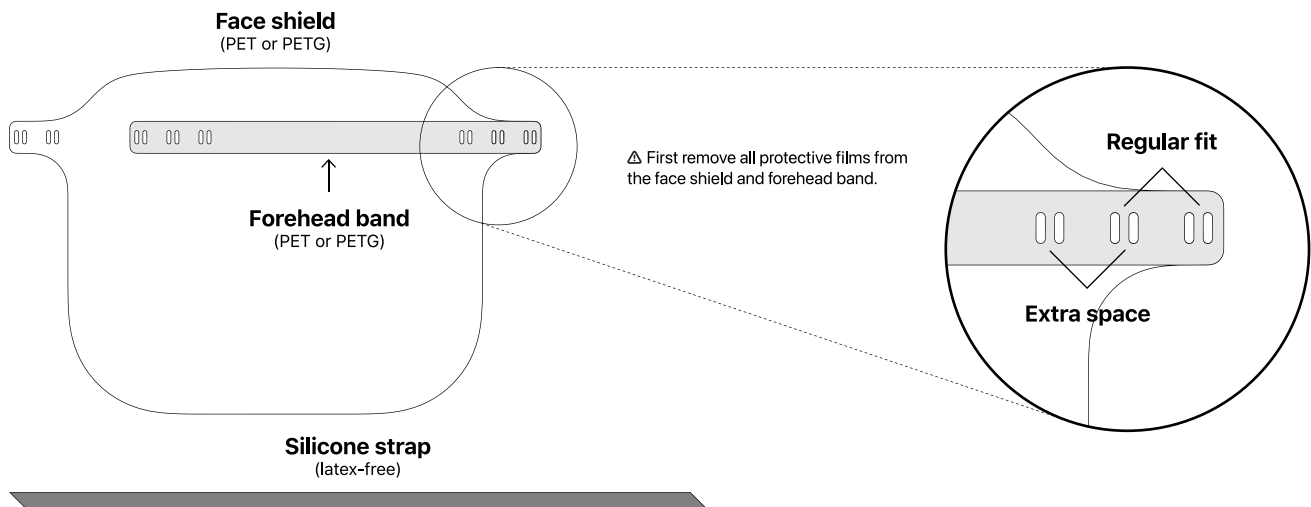 Face shield
(PET or PETG)
⚠ First remove all protective films from
the face shield and forehead band.
Regular fit
Forehead band
(PET or PETG)
Extra space
Silicone strap
(latex-free)